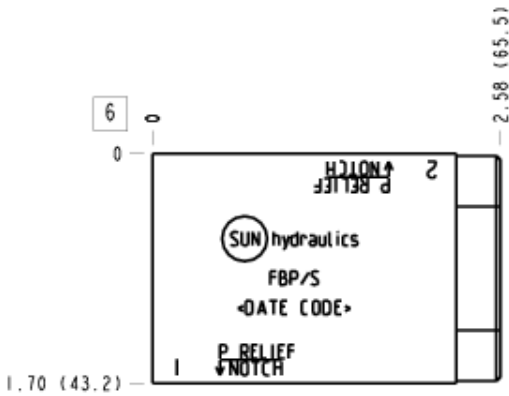 2.58 (65.5)
6
0
0
2
↑NOTCH
P RELIEF
SUN hydraulics
FBP/S
<DATE CODE>
P RELIEF
1
↓NOTCH
1.70 (43.2)